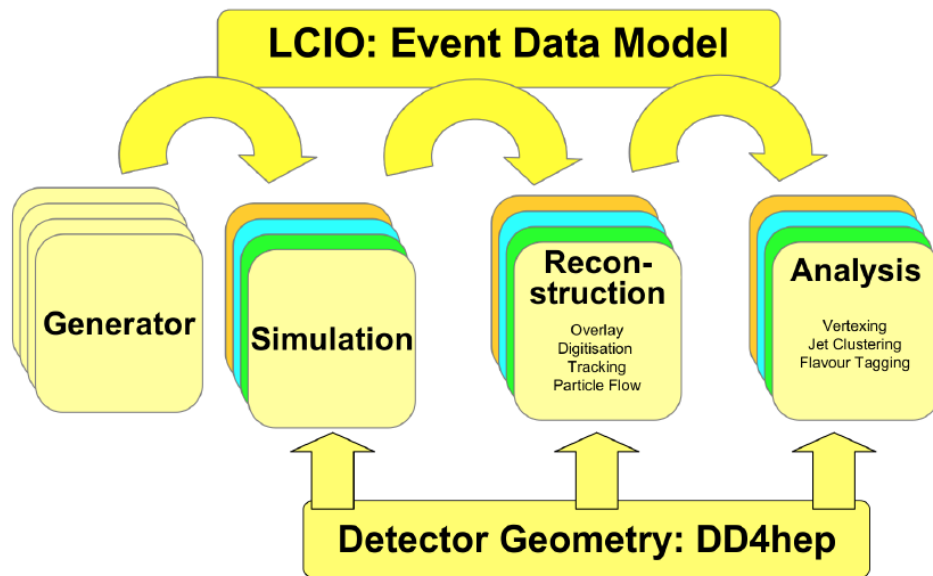 LCIO: Event Data Model
Generator
Simulation
Recon-
struction
Overlay
Digitisation
Tracking
Particle Flow
Analysis
Vertexing
Jet Clustering
Flavour Tagging
Detector Geometry: DD4hep